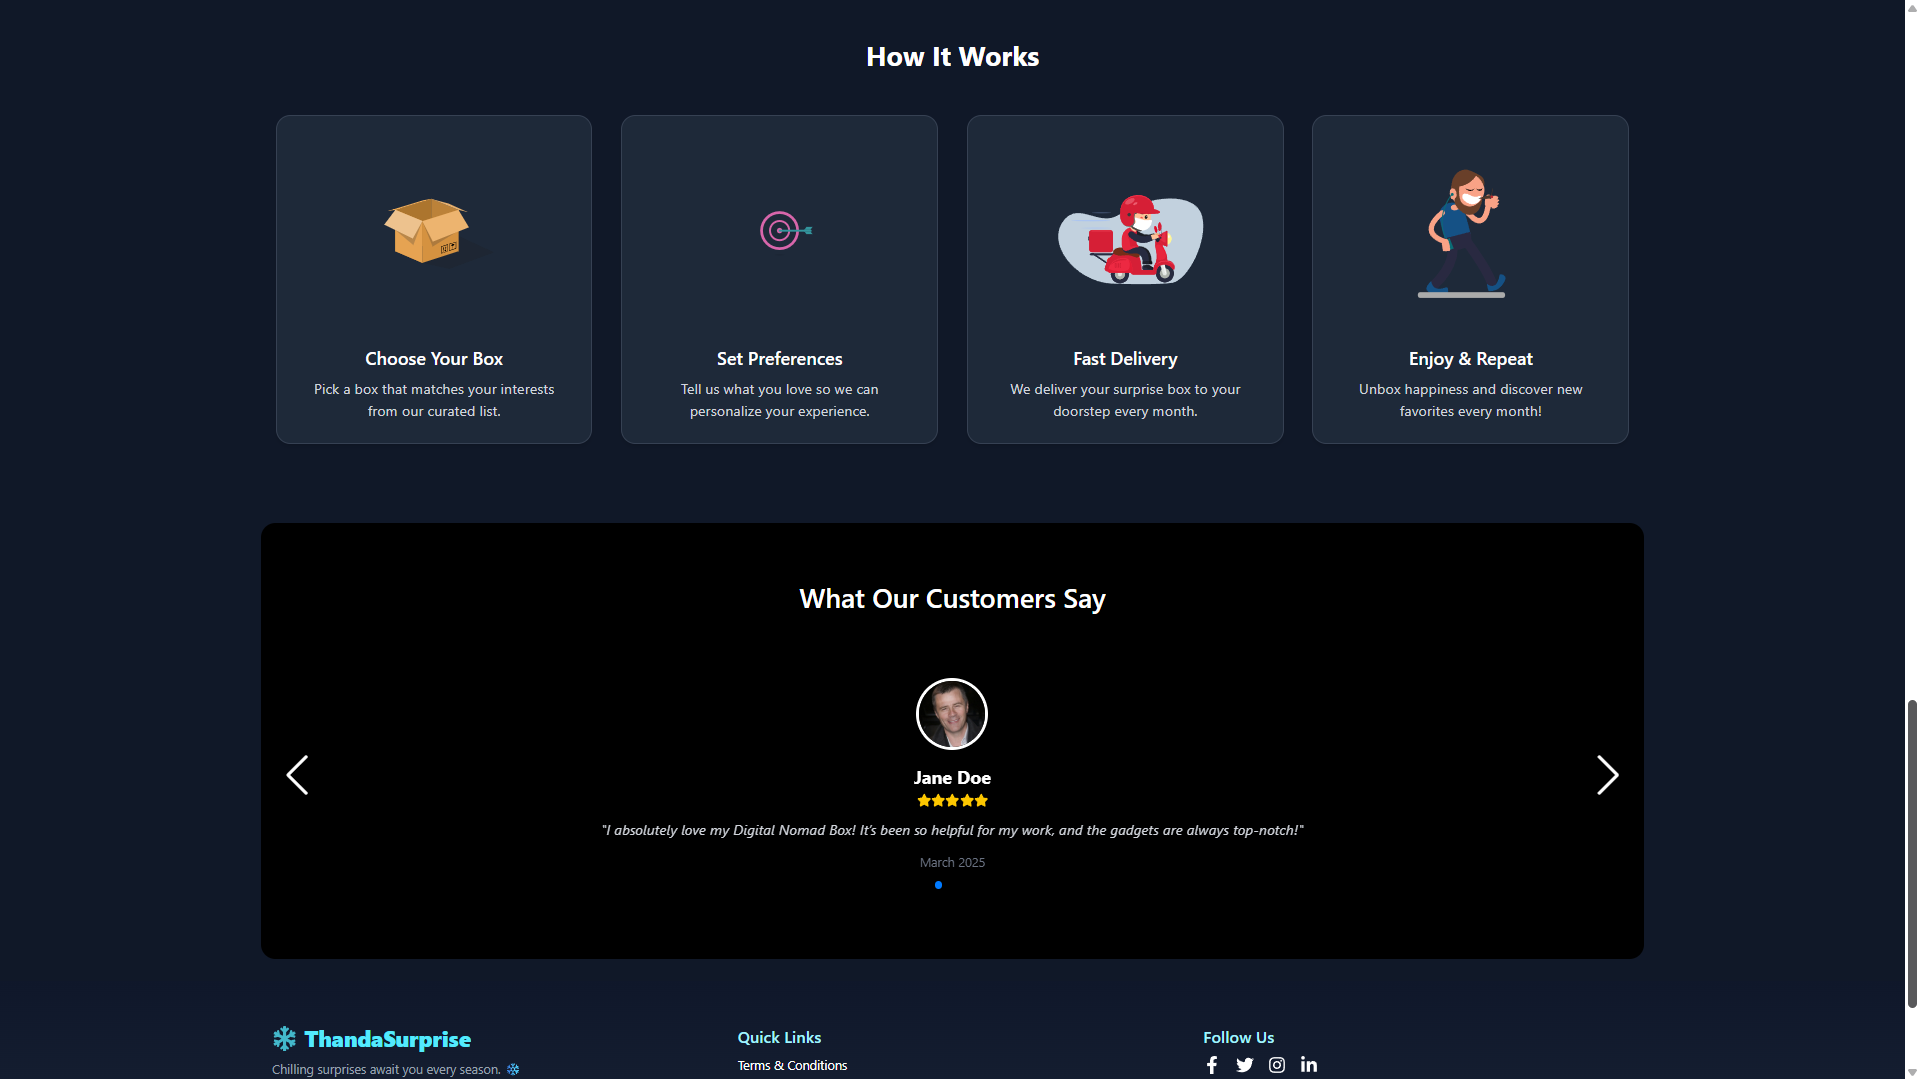 How It Works
Choose Your Box
Pick a box that matches your interests
from our curated list.
Set Preferences
Tell us what you love so we can
personalize your experience.
Fast Delivery
We deliver your surprise box to your
doorstep every month.
Enjoy & Repeat
Unbox happiness and discover new
favorites every month!
What Our Customers Say
Jane Doe
"I absolutely love my Digital Nomad Box! It's been so helpful for my work, and the gadgets are always top-notch!"
March 2025
ThandaSurprise
Chilling surprises await you every season.
Quick Links
Terms & Conditions
Follow Us